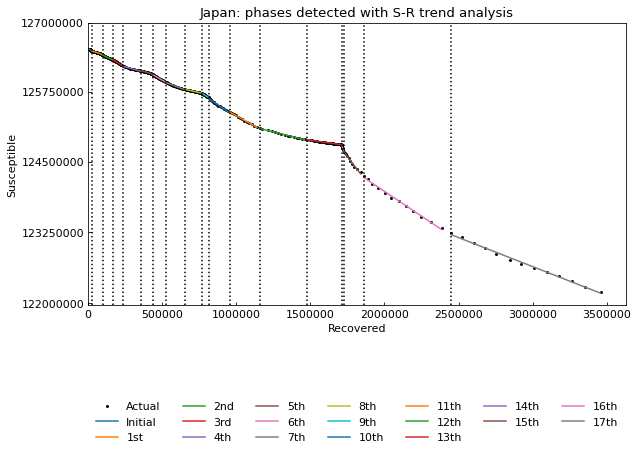 Japan: phases detected with S-R trend analysis
127000000
125750000
124500000
123250000
122000000
Susceptible
0 500000 1000000 1500000 2000000 2500000 3000000 3500000
Recovered
Actual 2nd 5th 8th 11th 14th 16th
Initial 3rd 6th 9th 12th 15th 17th
1st 4th 7th 10th 13th